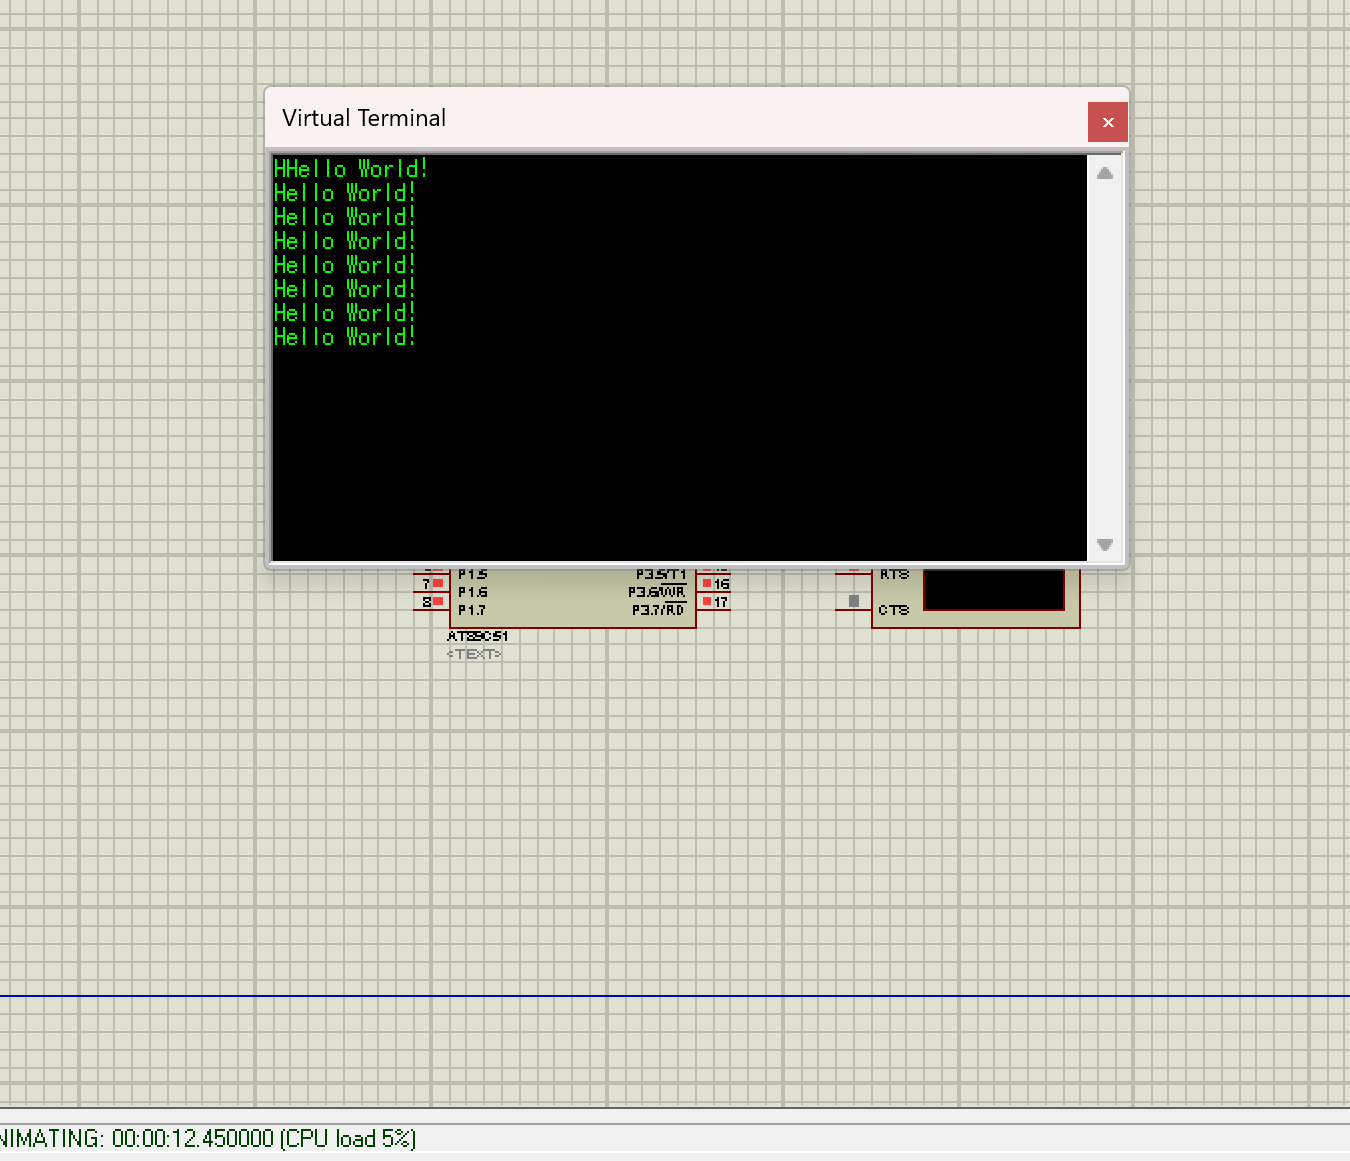 Virtual Terminal
HHello World!
Hello World!
Hello World!
Hello World!
Hello World!
Hello World!
Hello World!
Hello World!
P1.5 P3.5/T1 RTS
7 P1.6 P3.6/WR 16
8 P1.7 P3.7/RD 17 CTS
AT89C51
<TEXT>
NIMATING: 00:00:12.450000 (CPU load 5%)